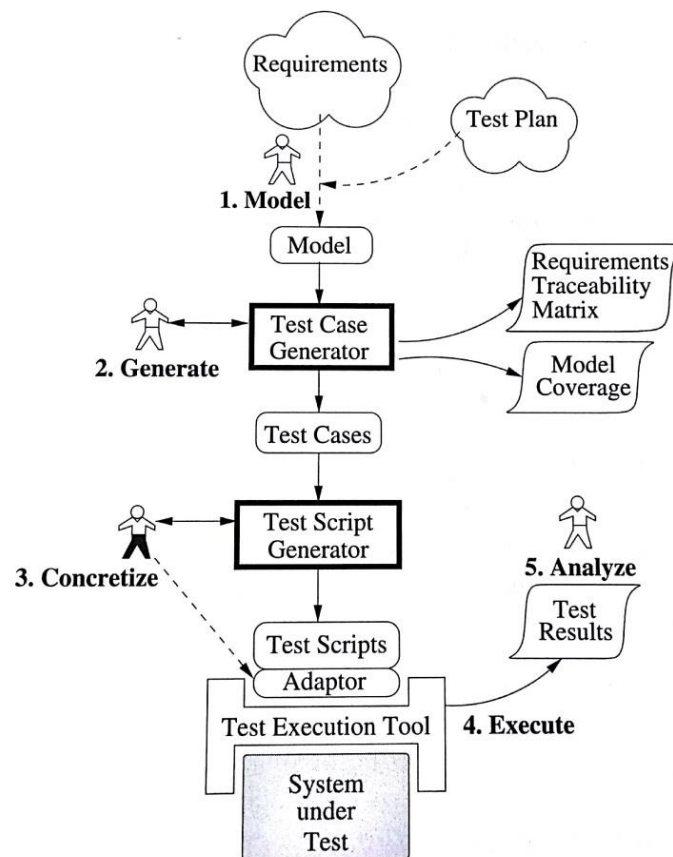 Requirements
Test Plan
1. Model
Model
Requirements
Traceability
Matrix
Test Case
Generator
2. Generate
Model
Coverage
Test Cases
Test Script
Generator
3. Concretize
5. Analyze
Test
Results
Test Scripts
Adaptor
Test Execution Tool
4. Execute
System
under
Test